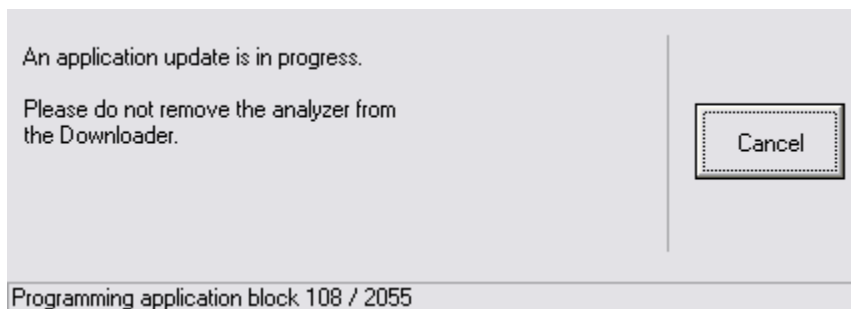 An application update is in progress.
Please do not remove the analyzer from
the Downloader.
Cancel
Programming application block 108 / 2055